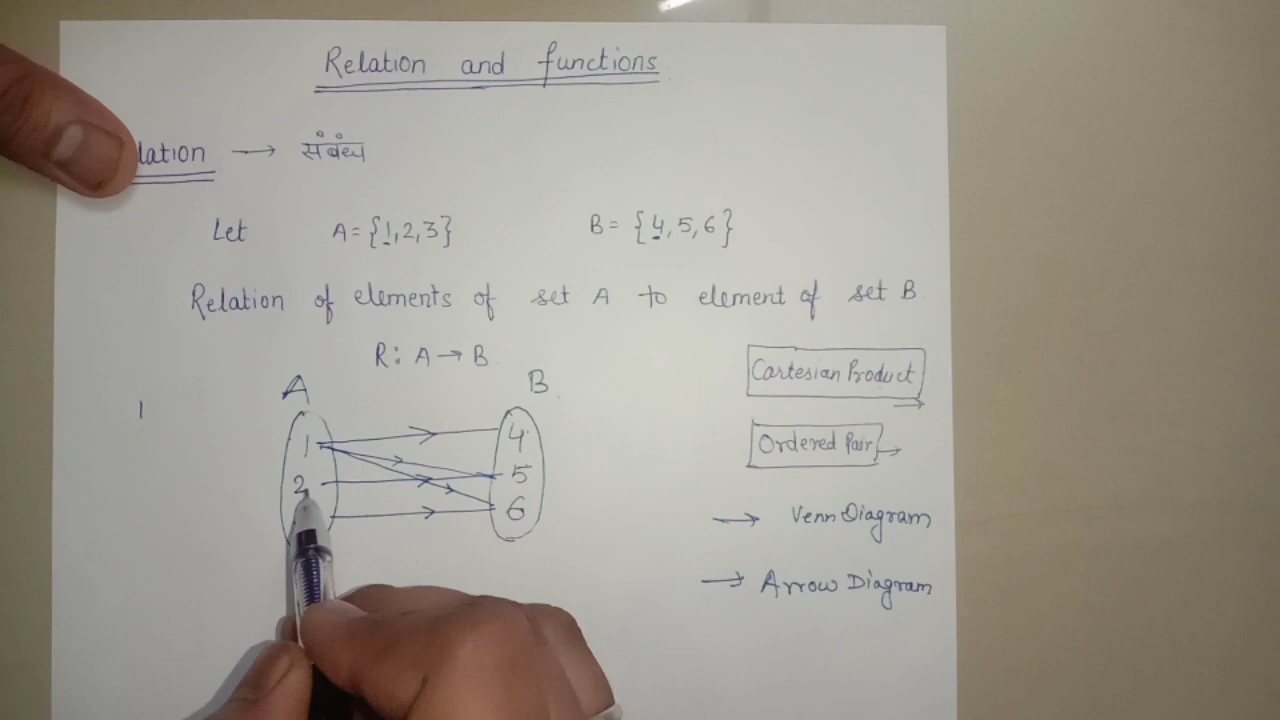 Relation and functions
lation → संबंध
Let A={1,2,3} B= {4,5,6}
Relation of elements of set A to element of set B
R: A→B
A B
1 4
2 5
6
1
Cartesian Product
Ordered Pair
→ Venn Diagram
→ Arrow Diagram